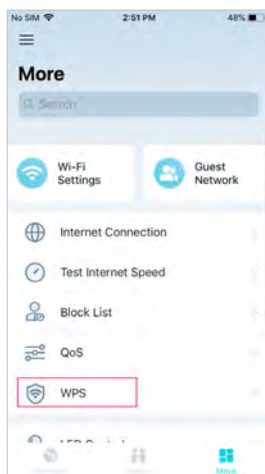 No SIM 2:51 PM 48%
More
Search
Wi-Fi Guest
Settings Network
Internet Connection
Test Internet Speed
Block List
QoS
WPS
More